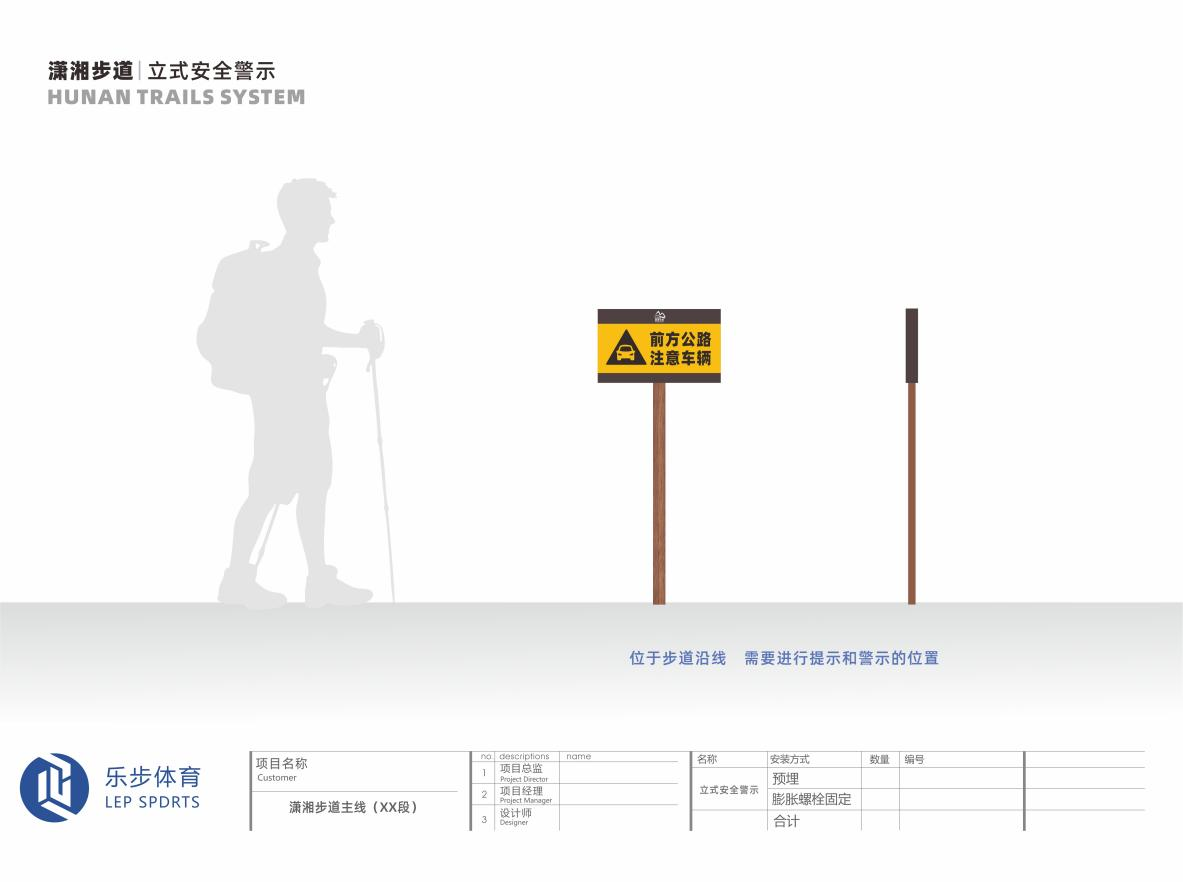 潇湘步道|立式安全警示
HUNAN TRAILS SYSTEM
前方公路
注意车辆
位于步道沿线 需要进行提示和警示的位置
乐步体育
LEP SPDRTS
项目名称
Customer
潇湘步道主线（XX段）
no. descriptions name
1 项目总监
Project Director
2 项目经理
Project Manager
3 设计师
Designer
名称 安装方式 数量 编号
立式安全警示 预埋
膨胀螺栓固定
合计